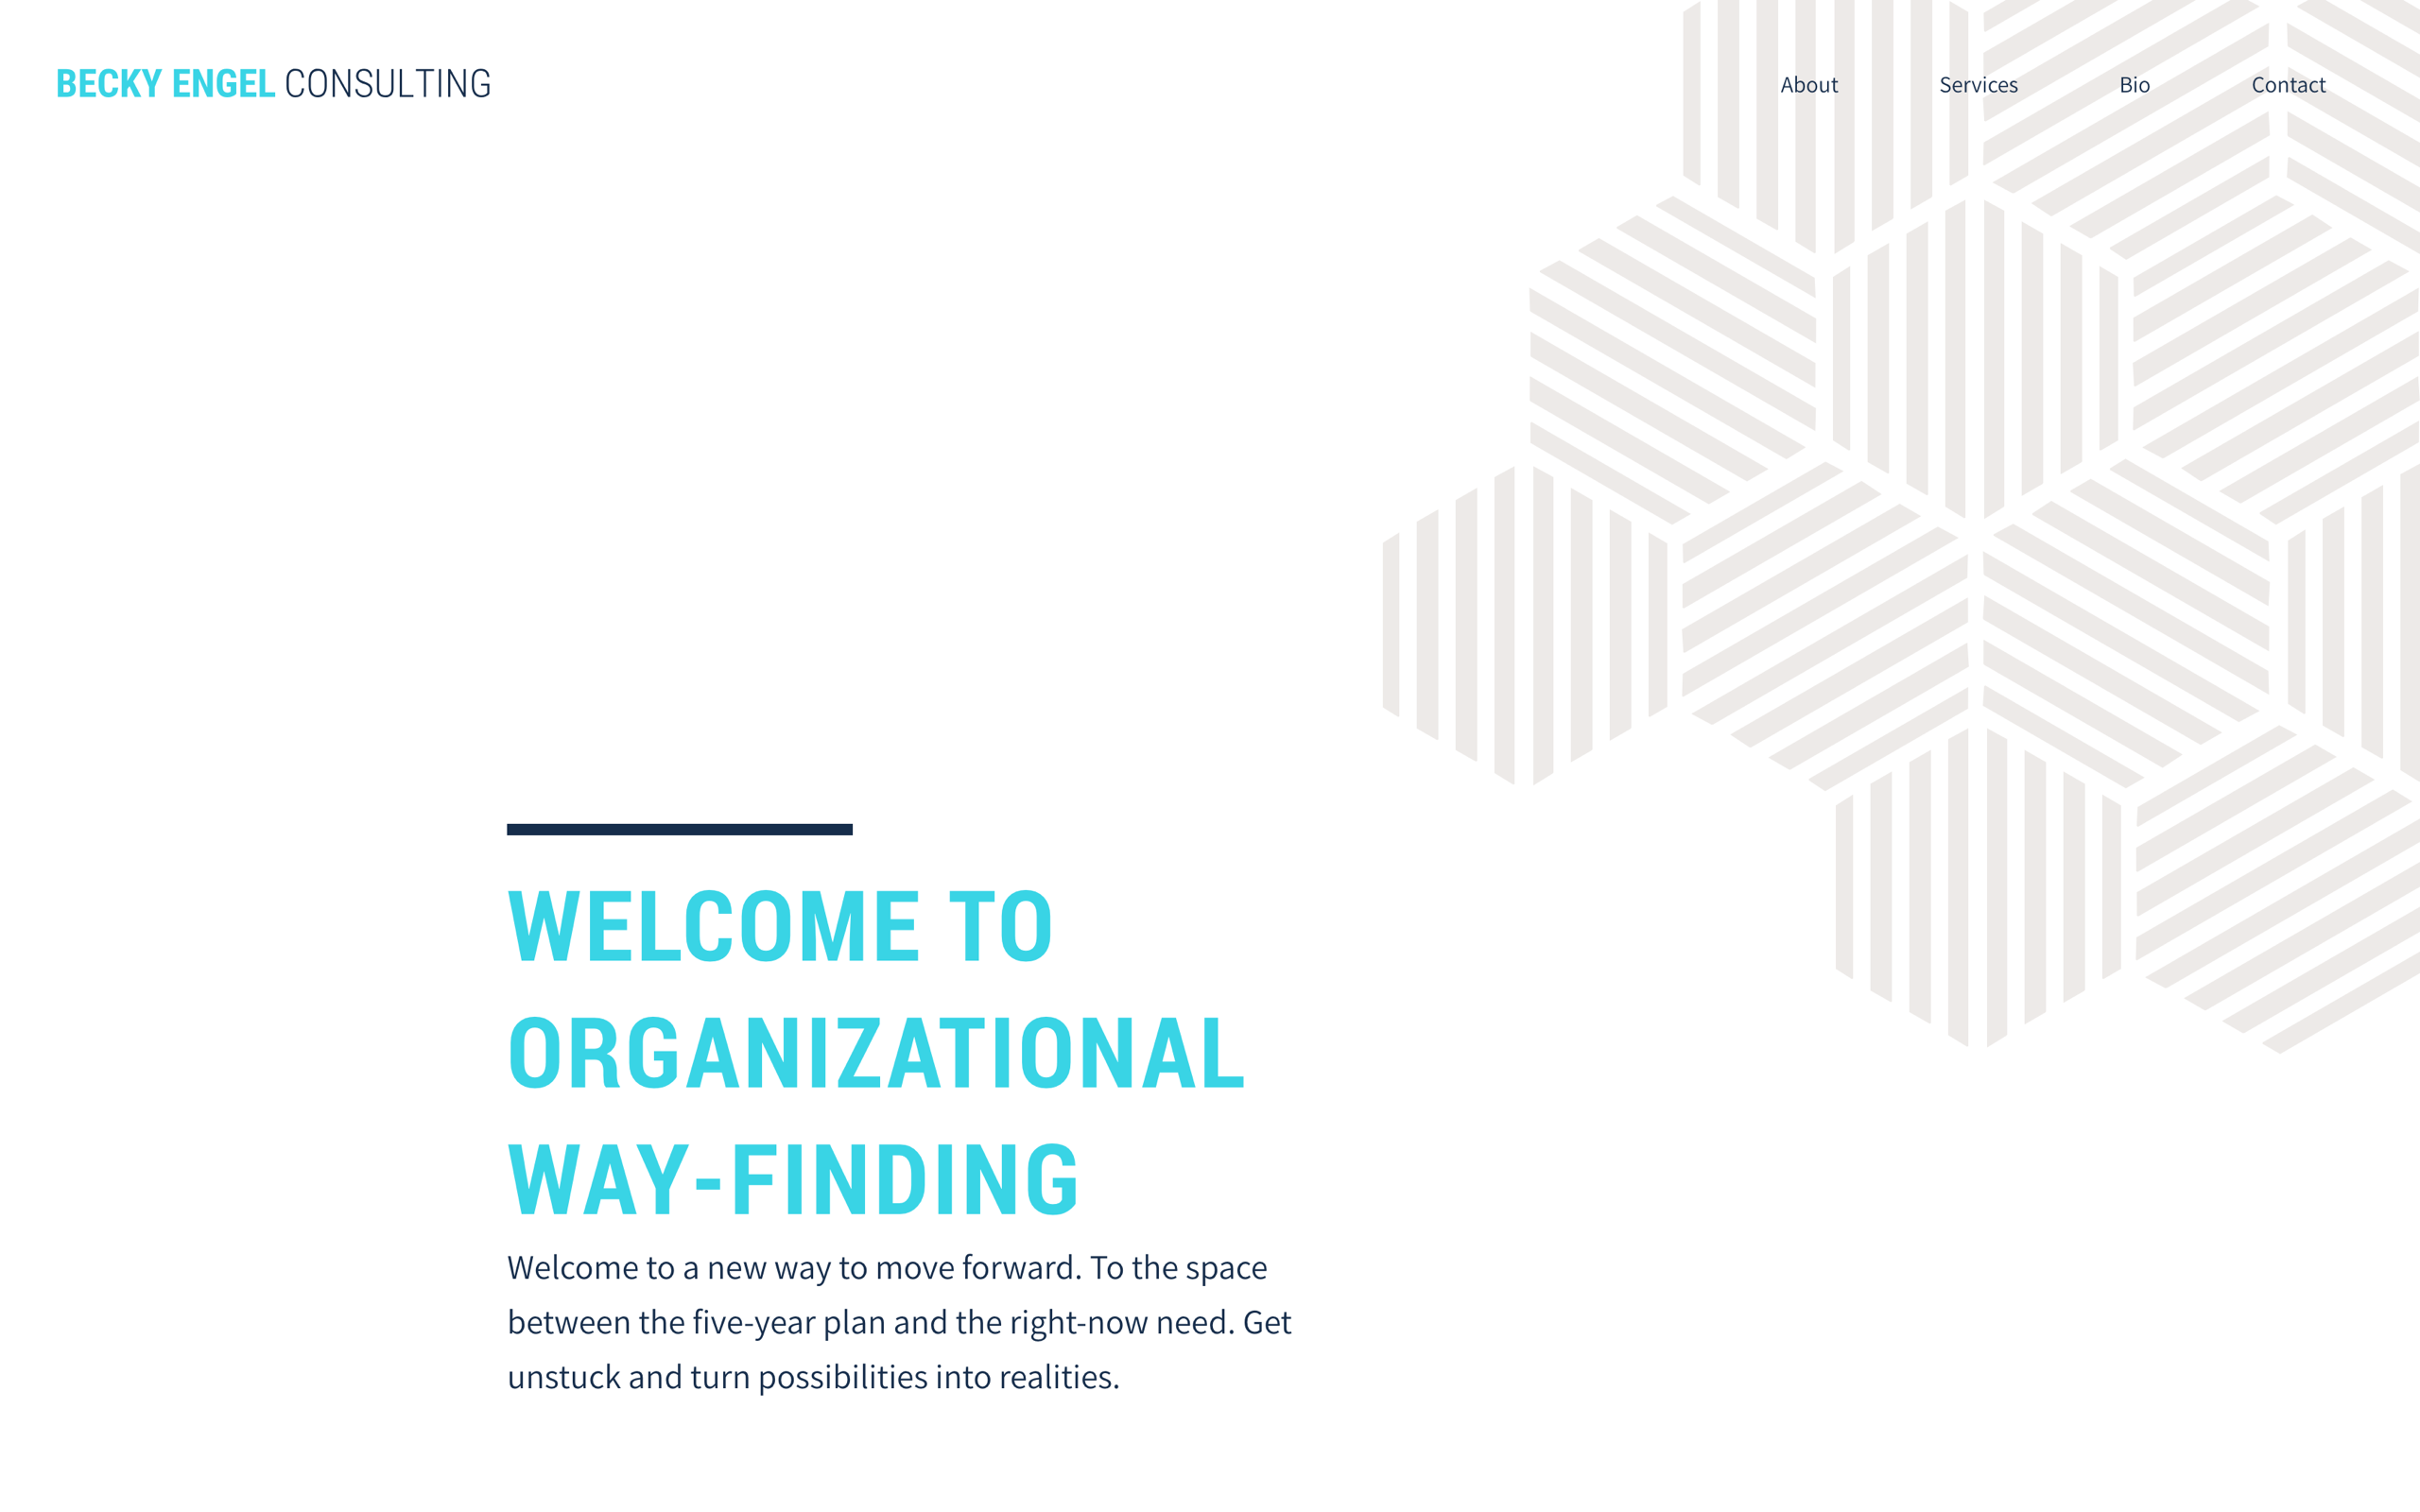 BECKY ENGEL CONSULTING
About Services Bio Contact
WELCOME TO
ORGANIZATIONAL
WAY-FINDING
Welcome to a new way to move forward. To the space
between the five-year plan and the right-now need. Get
unstuck and turn possibilities into realities.